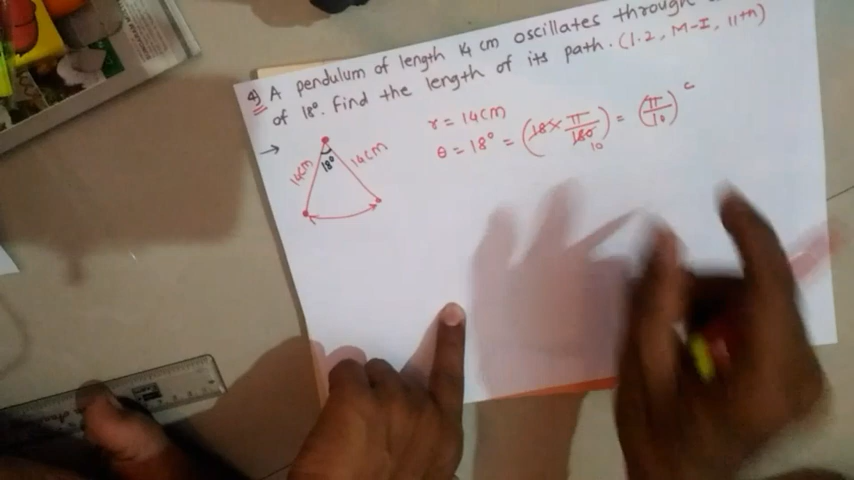 4) A pendulum of length 14 cm oscillates through
of 18°. Find the length of its path. (1.2, M-I, 11th)
→ 14cm 18° 14cm
r = 14cm
θ = 18° = (18 × π/180 10) = (π/10)ᶜ